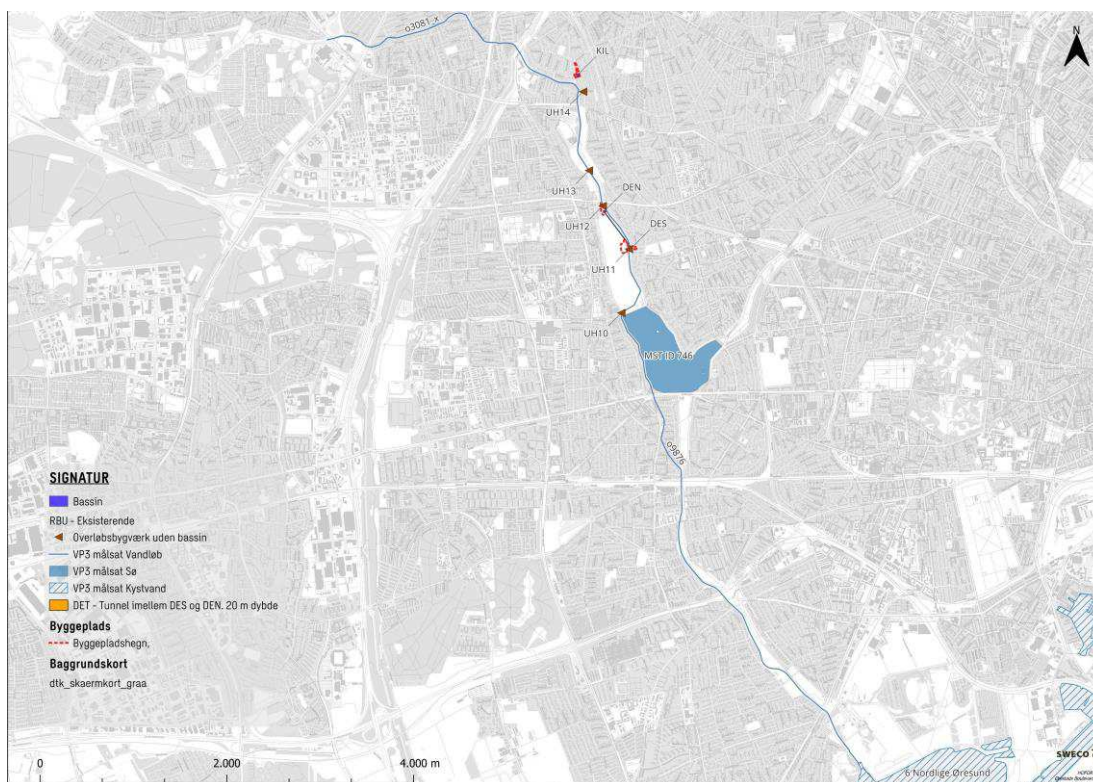 o3081_x
N
KIL
UH14
UH13
DEN
UH12
DES
UH11
UH10
MST ID 746
o9876
SIGNATUR
Bassin
RBU - Eksisterende
Overløbsbygværk uden bassin
VP3 målsat Vandløb
VP3 målsat Sø
VP3 målsat Kystvand
DET - Tunnel imellem DES og DEN. 20 m dybde
Byggeplads
Byggepladshegn,
Baggrundskort
dtk_skaermkort_graa
0 2.000 4.000 m
SWECO
HOFOR
6 Nordlige Øresund